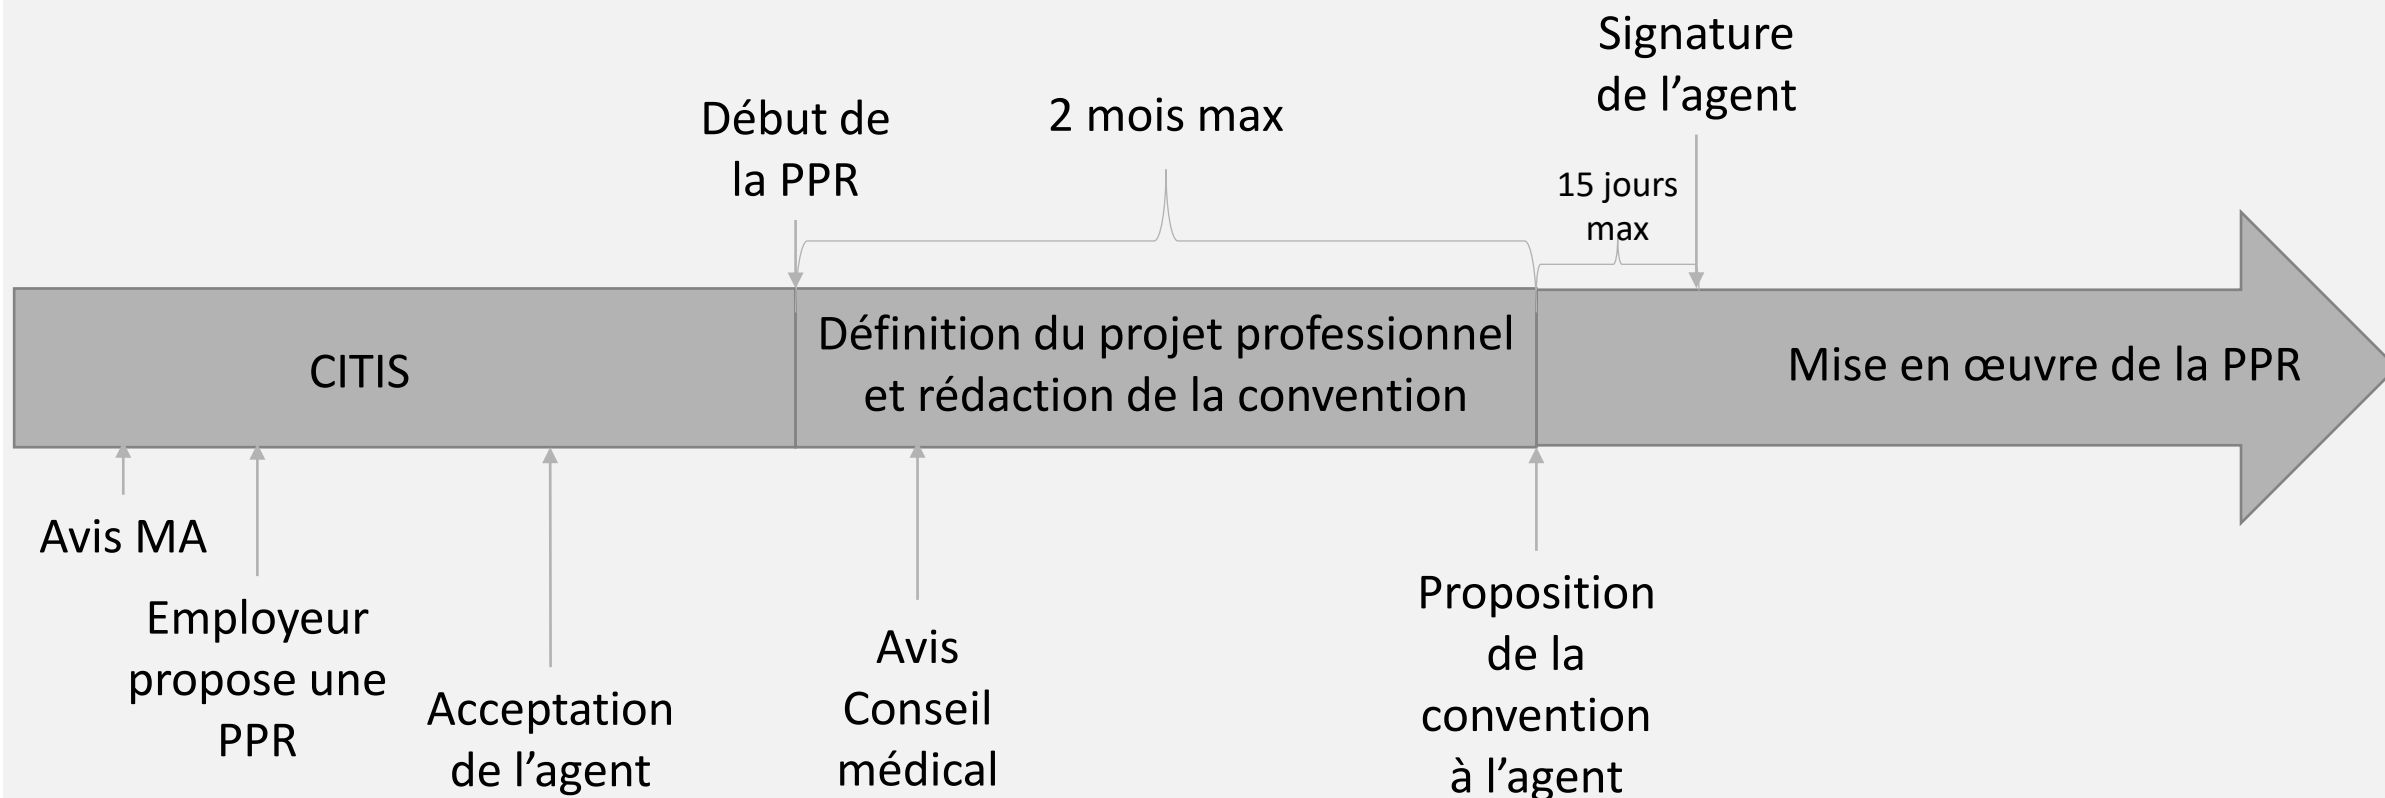 Signature
de l’agent
Début de
la PPR
2 mois max
15 jours
max
CITIS
Définition du projet professionnel
et rédaction de la convention
Mise en œuvre de la PPR
Avis MA
Employeur
propose une
PPR
Acceptation
de l’agent
Avis
Conseil
médical
Proposition
de la
convention
à l’agent